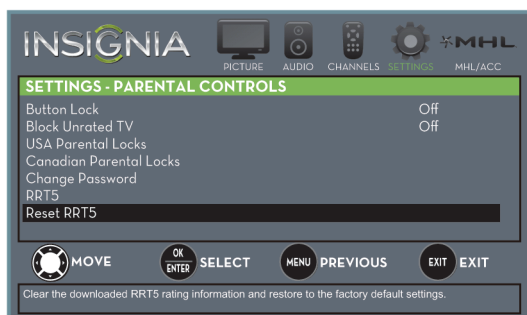 INSIGNIA
PICTURE AUDIO CHANNELS SETTINGS MHL MHL/ACC
SETTINGS - PARENTAL CONTROLS
Button Lock Off
Block Unrated TV Off
USA Parental Locks
Canadian Parental Locks
Change Password
RRT5
Reset RRT5
MOVE OK ENTER SELECT MENU PREVIOUS EXIT EXIT
Clear the downloaded RRT5 rating information and restore to the factory default settings.